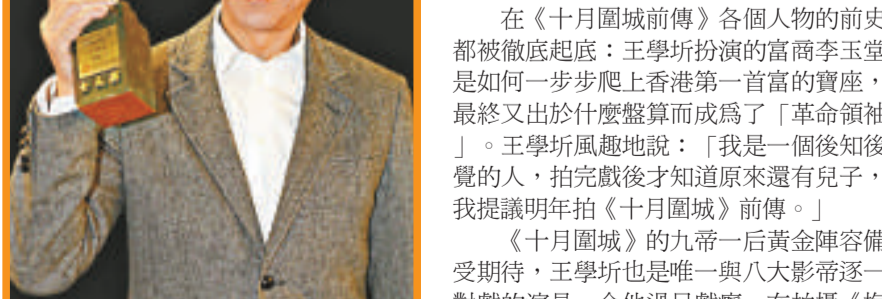 在《十月圍城前傳》各個人物的前史
都被徹底起底：王學圻扮演的富商李玉堂
是如何一步步爬上香港第一首富的寶座，
最終又出於什麼盤算而成爲了「革命領袖
」。王學圻風趣地說：「我是一個後知後
覺的人，拍完戲後才知道原來還有兒子，
我提議明年拍《十月圍城》前傳。」
《十月圍城》的九帝一后黃金陣容備
受期待，王學圻也是唯一與八大影帝逐一